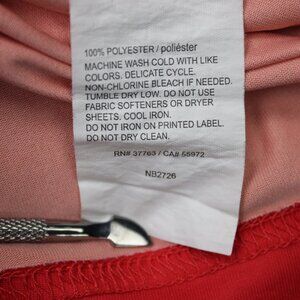 100% POLYESTER / poliéster
MACHINE WASH COLD WITH LIKE
COLORS. DELICATE CYCLE.
NON-CHLORINE BLEACH IF NEEDED.
TUMBLE DRY LOW. DO NOT USE
FABRIC SOFTENERS OR DRYER
SHEETS. COOL IRON.
DO NOT IRON ON PRINTED LABEL.
DO NOT DRY CLEAN.
RN# 37763 / CA# 55972
NB2726